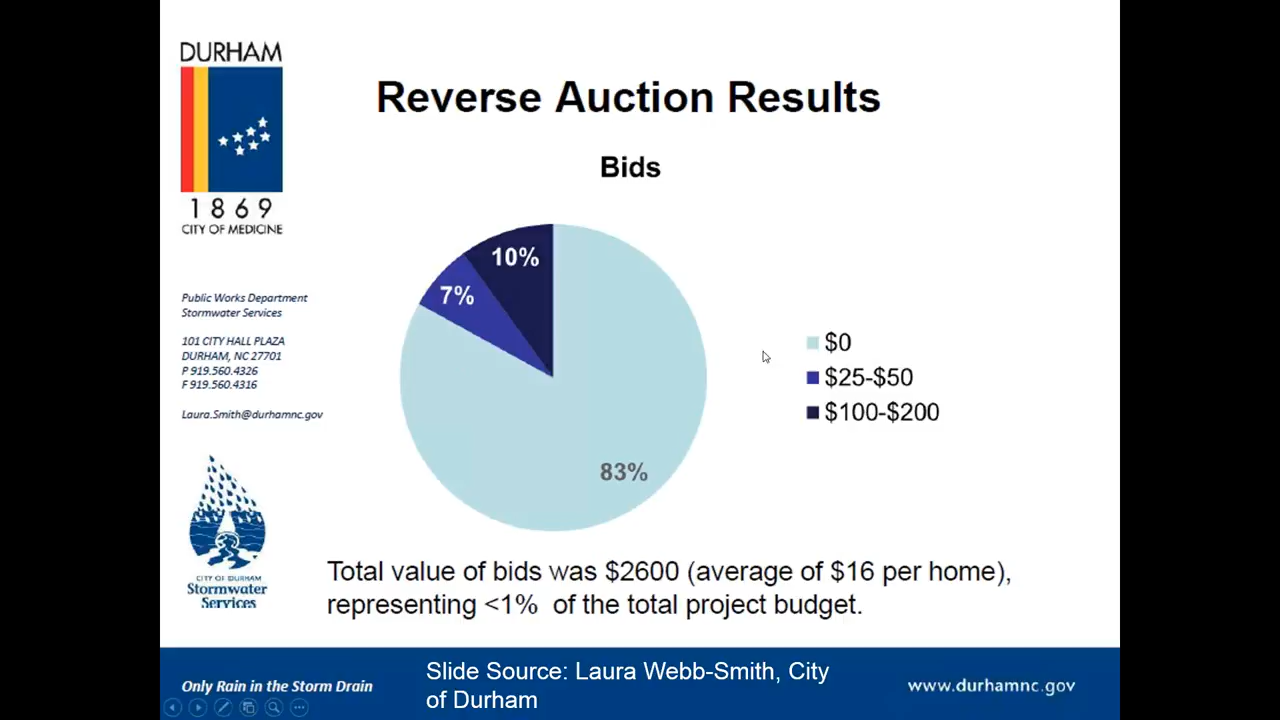 DURHAM
1869
CITY OF MEDICINE
Reverse Auction Results
Bids
10%
7%
83%
$0
$25-$50
$100-$200
Public Works Department
Stormwater Services
101 CITY HALL PLAZA
DURHAM, NC 27701
P 919.560.4326
F 919.560.4316
Laura.Smith@durhamnc.gov
CITY OF DURHAM
Stormwater
Services
Total value of bids was $2600 (average of $16 per home),
representing <1% of the total project budget.
Only Rain in the Storm Drain
Slide Source: Laura Webb-Smith, City
of Durham
www.durhamnc.gov